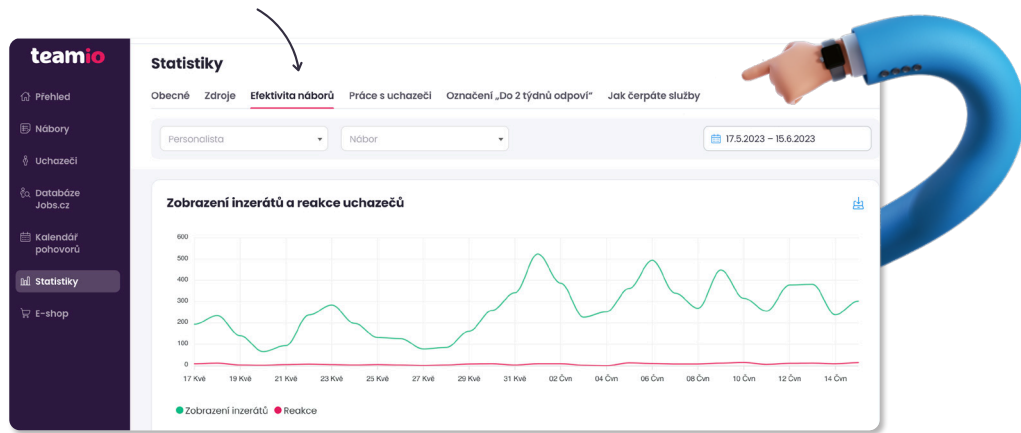 teamio
Přehled
Nábory
Uchazeči
Databáze
Jobs.cz
Kalendář
pohovorů
Statistiky
E-shop
Statistiky
Obecné Zdroje Efektivita náborů Práce s uchazeči Označení „Do 2 týdnů odpoví“ Jak čerpáte služby
Personalista Nábor 17.5.2023 – 15.6.2023
Zobrazení inzerátů a reakce uchazečů
600
500
400
300
200
100
0
17 Kvě 19 Kvě 21 Kvě 23 Kvě 25 Kvě 27 Kvě 29 Kvě 31 Kvě 02 Čvn 04 Čvn 06 Čvn 08 Čvn 10 Čvn 12 Čvn 14 Čvn
Zobrazení inzerátů Reakce